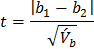 t = |b₁ − b₂| / √V́_b